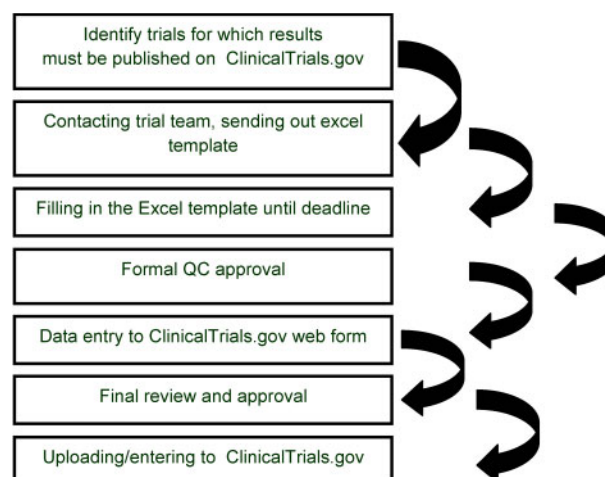 Identify trials for which results
must be published on ClinicalTrials.gov
Contacting trial team, sending out excel
template
Filling in the Excel template until deadline
Formal QC approval
Data entry to ClinicalTrials.gov web form
Final review and approval
Uploading/entering to ClinicalTrials.gov